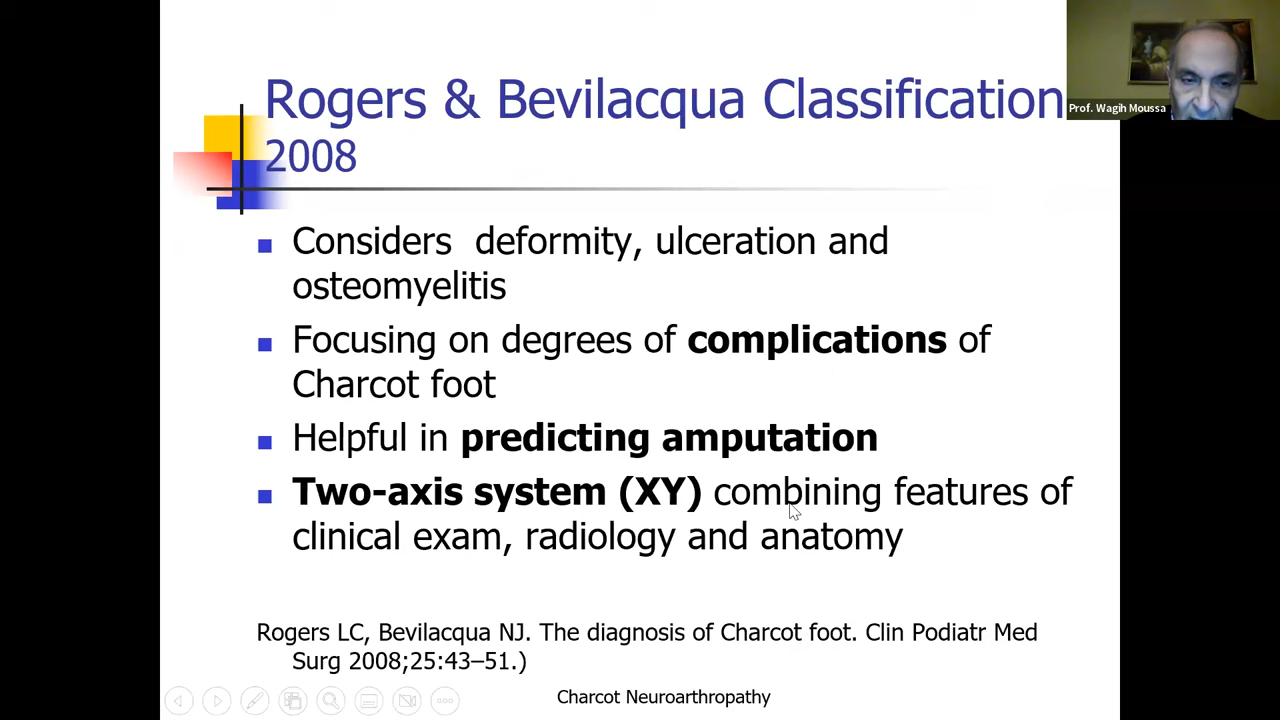 Rogers & Bevilacqua Classification
2008
Prof. Wagih Moussa
Considers deformity, ulceration and
osteomyelitis
Focusing on degrees of complications of
Charcot foot
Helpful in predicting amputation
Two-axis system (XY) combining features of
clinical exam, radiology and anatomy
Rogers LC, Bevilacqua NJ. The diagnosis of Charcot foot. Clin Podiatr Med
Surg 2008;25:43–51.)
Charcot Neuroarthropathy